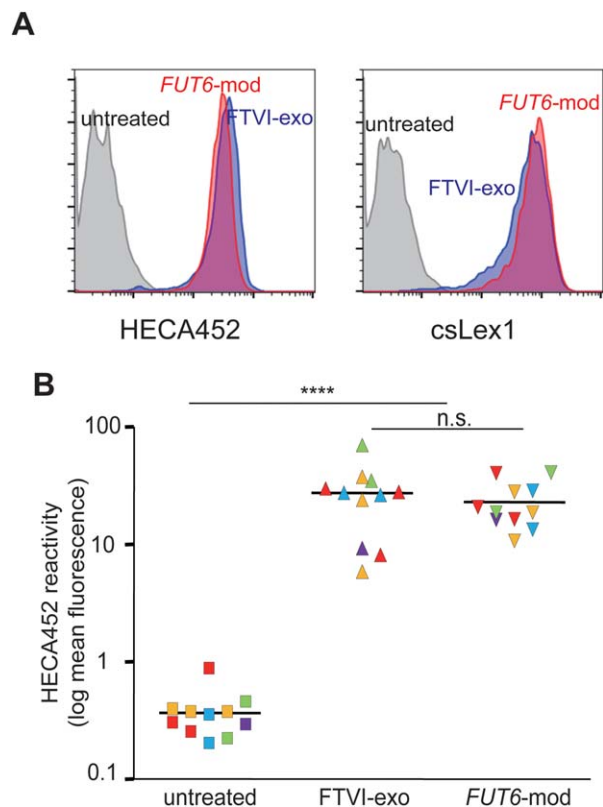 A
FUT6-mod
untreated
FTVI-exo
HECA452
FUT6-mod
untreated
FTVI-exo
csLex1
B
****
n.s.
100
10
1
0.1
HECA452 reactivity
(log mean fluorescence)
untreated
FTVI-exo
FUT6-mod